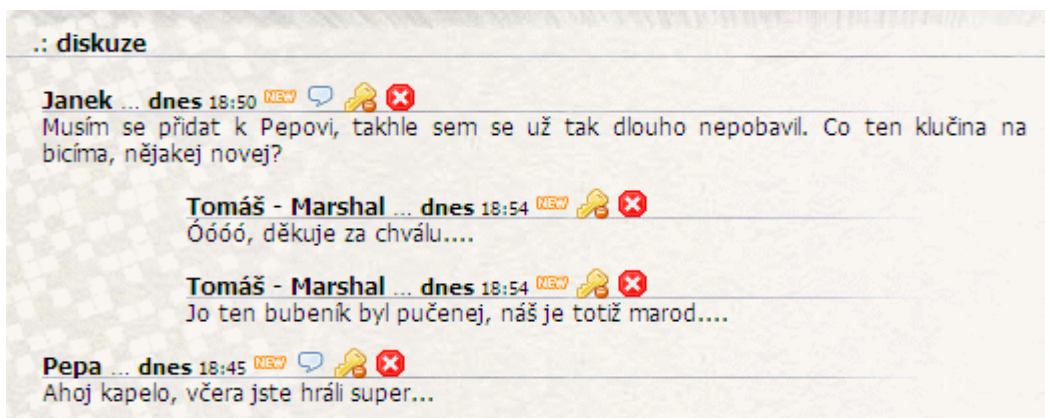 .: diskuze
Janek ... dnes 18:50 NEW
Musím se přidat k Pepovi, takhle sem se už tak dlouho nepobavil. Co ten klučina na
bicíma, nějakej novej?
Tomáš - Marshal ... dnes 18:54 NEW
Óóóó, děkuje za chválu....
Tomáš - Marshal ... dnes 18:54 NEW
Jo ten bubeník byl pučenej, náš je totiž marod....
Pepa ... dnes 18:45 NEW
Ahoj kapelo, včera jste hráli super...